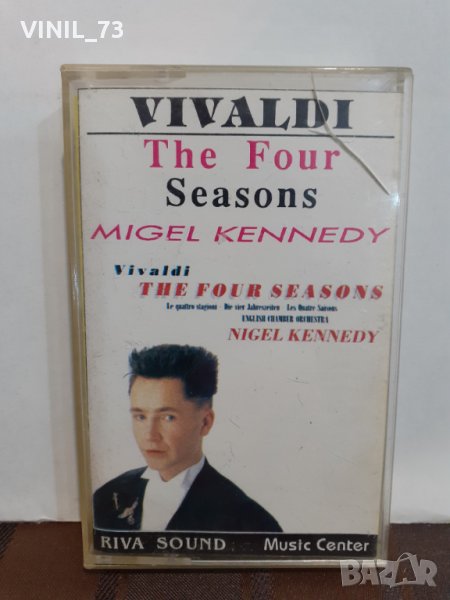 VINIL_73
VIVALDI
The Four
Seasons
MIGEL KENNEDY
Vivaldi
THE FOUR SEASONS
Le quattro stagioni · Die vier Jahreszeiten · Les Quatre Saisons
ENGLISH CHAMBER ORCHESTRA
NIGEL KENNEDY
RIVA SOUND Music Center
BAZAR